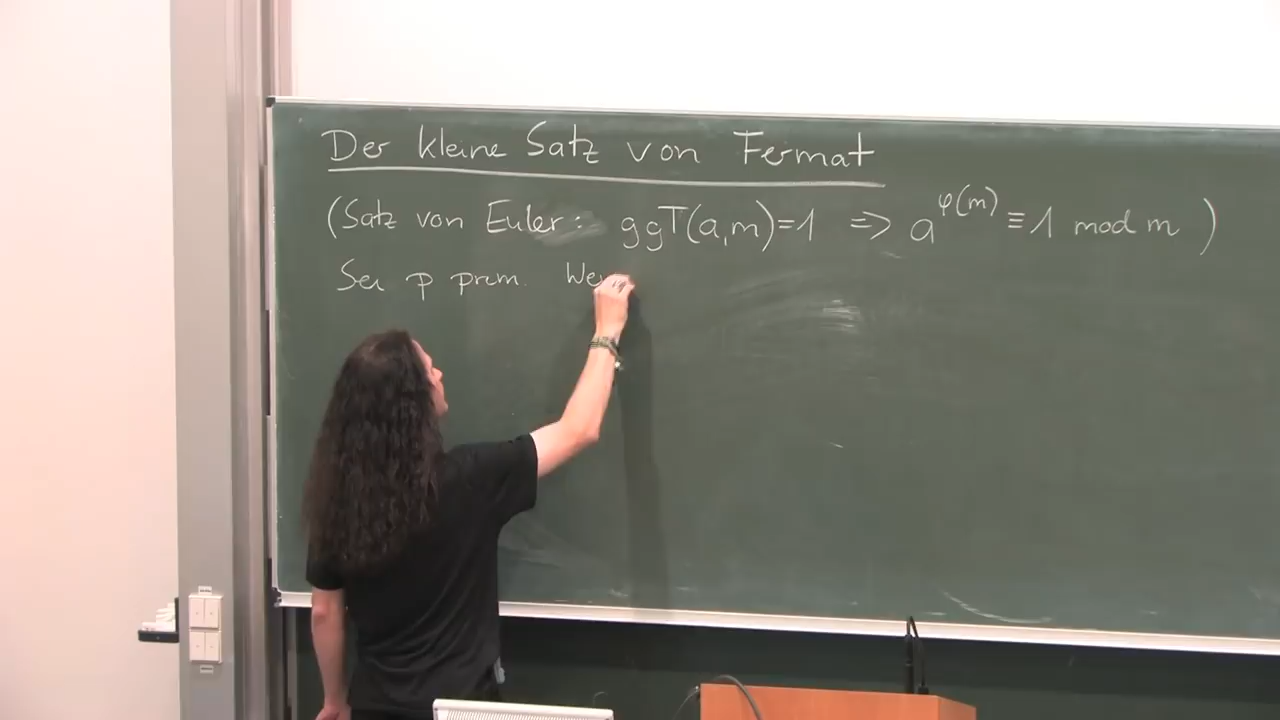 Der kleine Satz von Fermat
(Satz von Euler: ggT(a,m)=1 => a^φ(m) ≡ 1 mod m)
Sei p prim. We